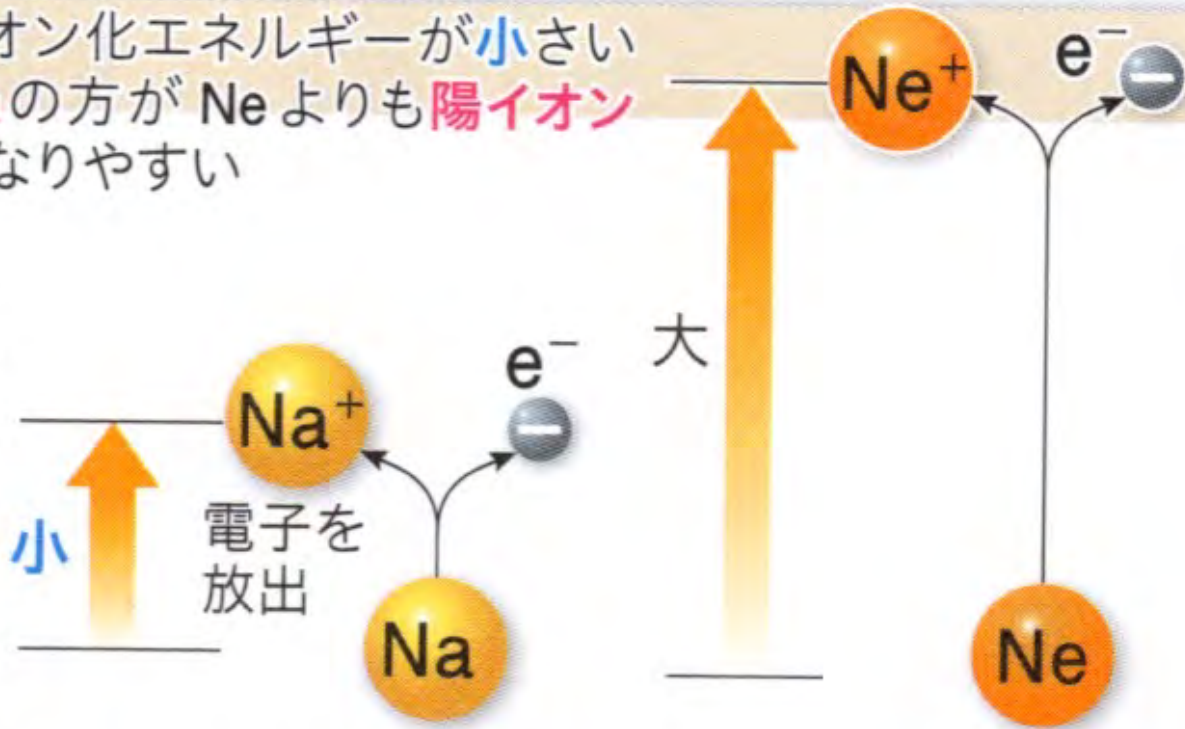 オン化エネルギーが小さい
の方が Ne よりも陽イオン
なりやすい
Ne⁺
e⁻
−
大
Na⁺
e⁻
−
小
電子を
放出
Na
Ne